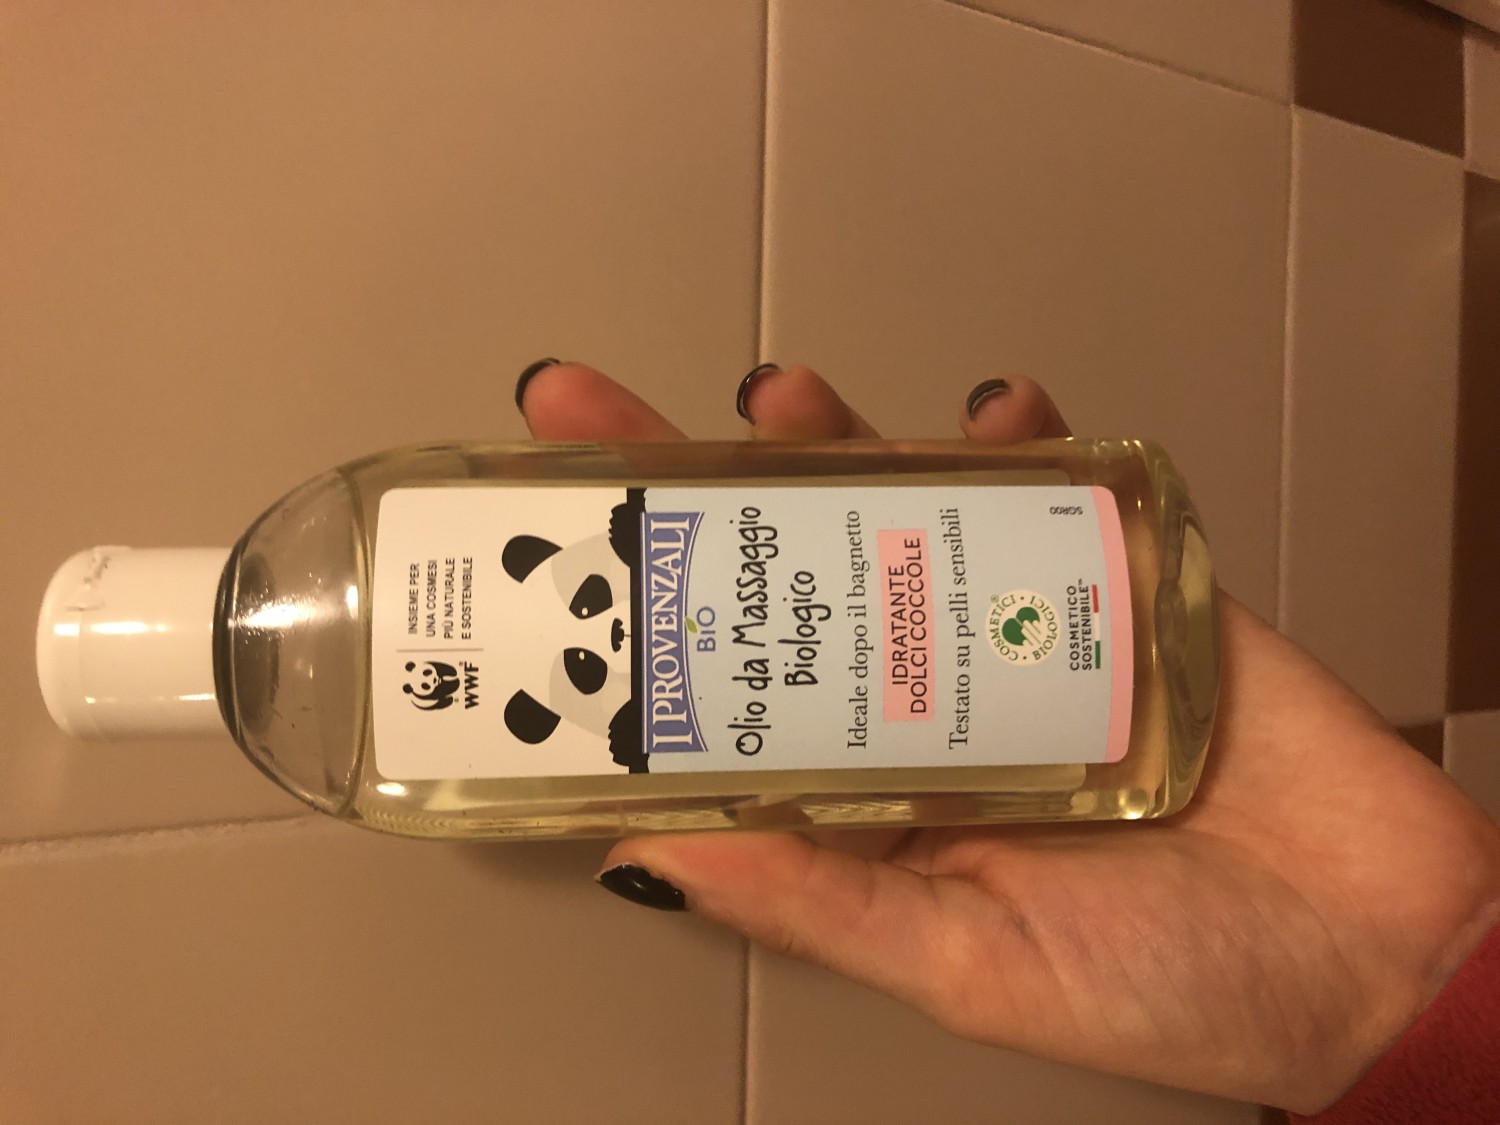 WWF
INSIEME PER
UNA COSMESI
PIÙ NATURALE
E SOSTENIBILE
I PROVENZALI
BIO
Olio da Massaggio
Biologico
Ideale dopo il bagnetto
IDRATANTE
DOLCI COCCOLE
Testato su pelli sensibili
COSMETICI® • BIOLOGICI •
COSMETICO
SOSTENIBILE™